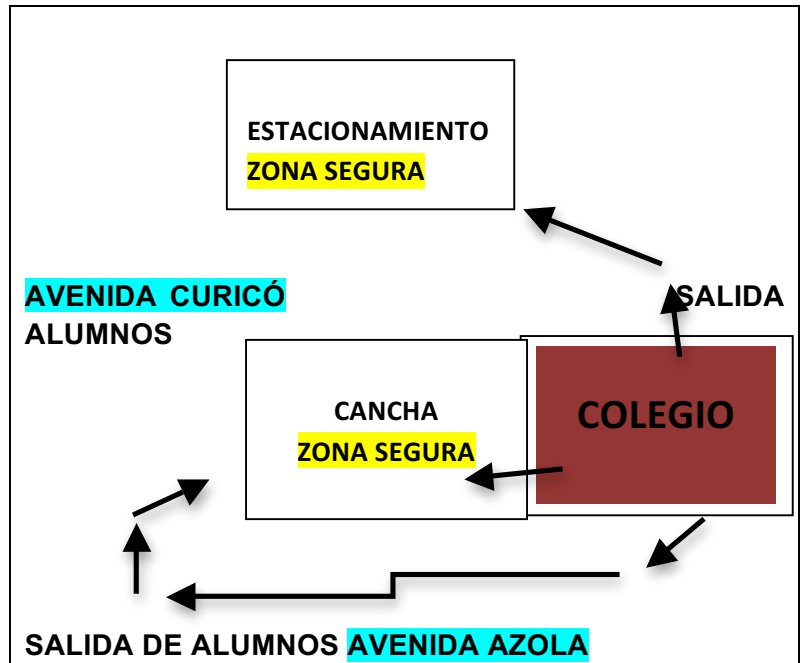 ESTACIONAMIENTO
ZONA SEGURA
AVENIDA CURICÓ SALIDA
ALUMNOS
CANCHA
ZONA SEGURA
COLEGIO
SALIDA DE ALUMNOS AVENIDA AZOLA